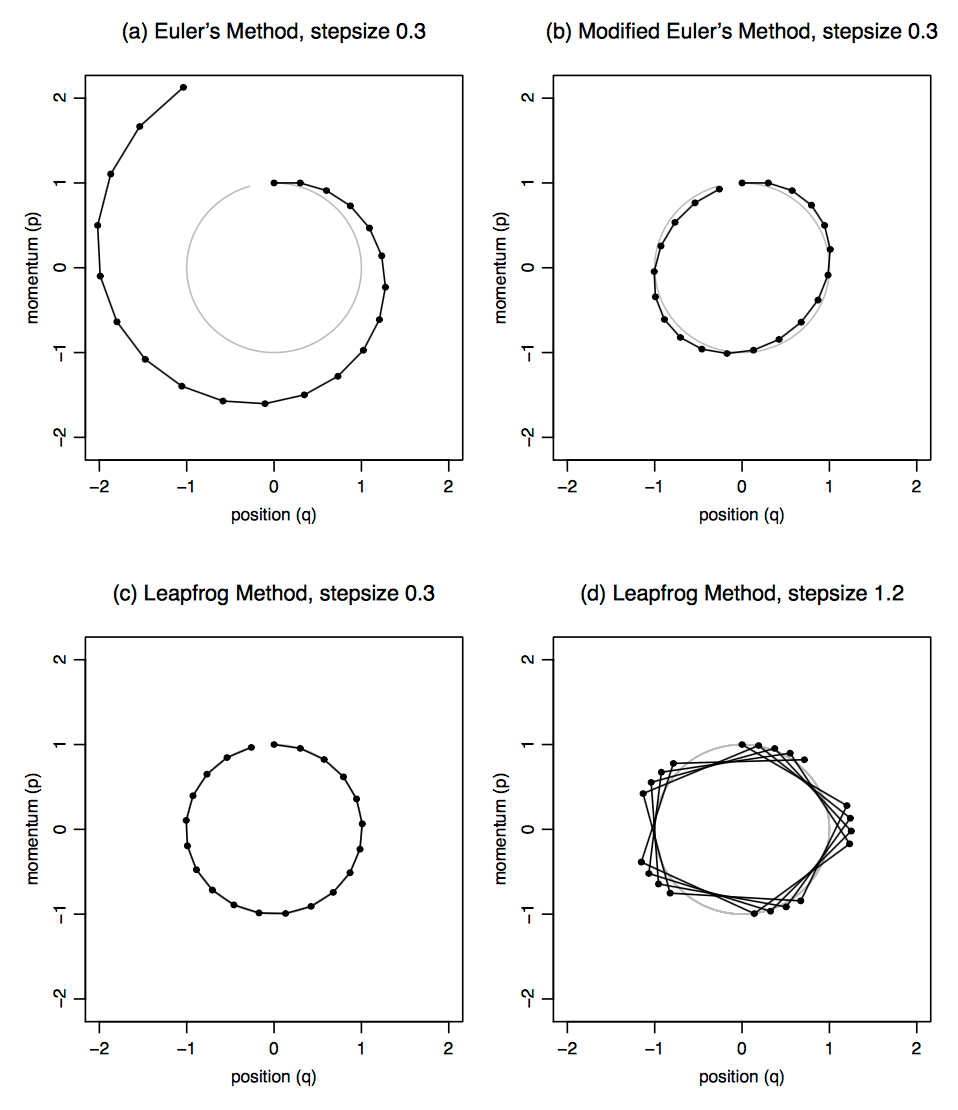 (a) Euler’s Method, stepsize 0.3
momentum (p)
2
1
0
−1
−2
−2 −1 0 1 2
position (q)
(b) Modified Euler’s Method, stepsize 0.3
momentum (p)
2
1
0
−1
−2
−2 −1 0 1 2
position (q)
(c) Leapfrog Method, stepsize 0.3
momentum (p)
2
1
0
−1
−2
−2 −1 0 1 2
position (q)
(d) Leapfrog Method, stepsize 1.2
momentum (p)
2
1
0
−1
−2
−2 −1 0 1 2
position (q)